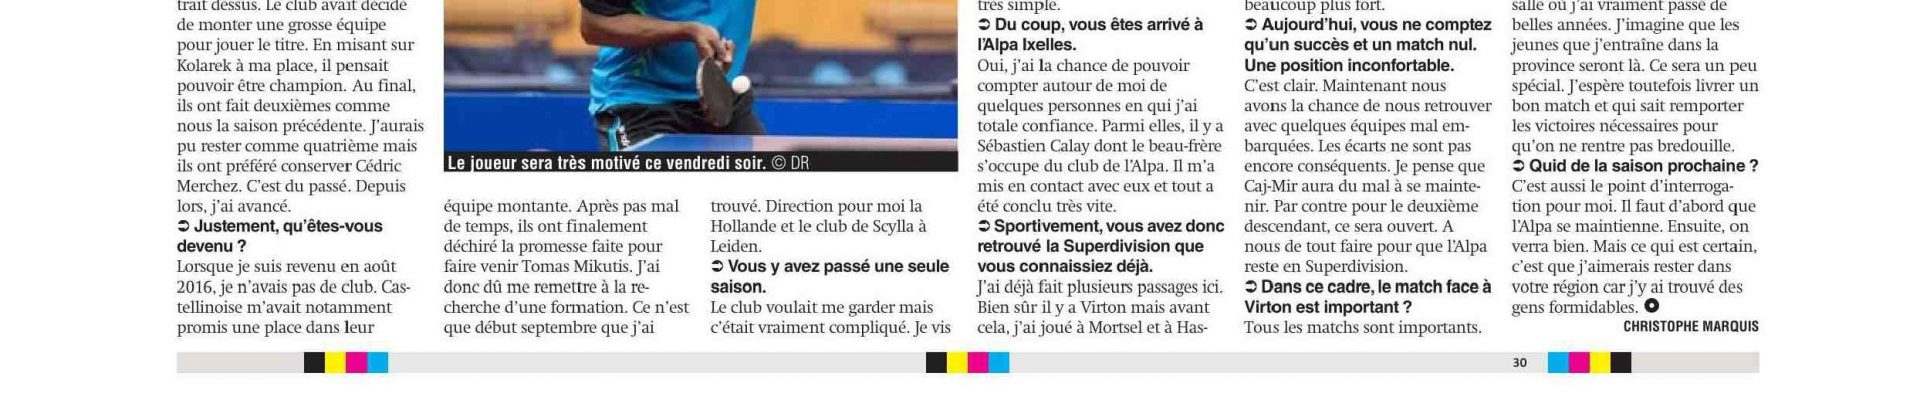 trait dessus. Le club avait décidé
de monter une grosse équipe
pour jouer le titre. En misant sur
Kolarek à ma place, il pensait
pouvoir être champion. Au final,
ils ont fait deuxièmes comme
nous la saison précédente. J’aurais
pu rester comme quatrième mais
ils ont préféré conserver Cédric
Merchez. C’est du passé. Depuis
lors, j’ai avancé.
➲ Justement, qu’êtes-vous
devenu ?
Lorsque je suis revenu en août
2016, je n’avais pas de club. Cas-
tellinoise m’avait notamment
promis une place dans leur
Le joueur sera très motivé ce vendredi soir. © DR
équipe montante. Après pas mal
de temps, ils ont finalement
déchiré la promesse faite pour
faire venir Tomas Mikutis. J’ai
donc dû me remettre à la re-
cherche d’une formation. Ce n’est
que début septembre que j’ai
trouvé. Direction pour moi la
Hollande et le club de Scylla à
Leiden.
➲ Vous y avez passé une seule
saison.
Le club voulait me garder mais
c’était vraiment compliqué. Je vis
très simple.
➲ Du coup, vous êtes arrivé à
l’Alpa Ixelles.
Oui, j’ai la chance de pouvoir
compter autour de moi de
quelques personnes en qui j’ai
totale confiance. Parmi elles, il y a
Sébastien Calay dont le beau-frère
s’occupe du club de l’Alpa. Il m’a
mis en contact avec eux et tout a
été conclu très vite.
➲ Sportivement, vous avez donc
retrouvé la Superdivision que
vous connaissiez déjà.
J’ai déjà fait plusieurs passages ici.
Bien sûr il y a Virton mais avant
cela, j’ai joué à Mortsel et à Has-
beaucoup plus fort.
➲ Aujourd’hui, vous ne comptez
qu’un succès et un match nul.
Une position inconfortable.
C’est clair. Maintenant nous
avons la chance de nous retrouver
avec quelques équipes mal em-
barquées. Les écarts ne sont pas
encore conséquents. Je pense que
Caj-Mir aura du mal à se mainte-
nir. Par contre pour le deuxième
descendant, ce sera ouvert. A
nous de tout faire pour que l’Alpa
reste en Superdivision.
➲ Dans ce cadre, le match face à
Virton est important ?
Tous les matchs sont importants.
salle où j’ai vraiment passé de
belles années. J’imagine que les
jeunes que j’entraîne dans la
province seront là. Ce sera un peu
spécial. J’espère toutefois livrer un
bon match et qui sait remporter
les victoires nécessaires pour
qu’on ne rentre pas bredouille.
➲ Quid de la saison prochaine ?
C’est aussi le point d’interroga-
tion pour moi. Il faut d’abord que
l’Alpa se maintienne. Ensuite, on
verra bien. Mais ce qui est certain,
c’est que j’aimerais rester dans
votre région car j’y ai trouvé des
gens formidables.
CHRISTOPHE MARQUIS
30